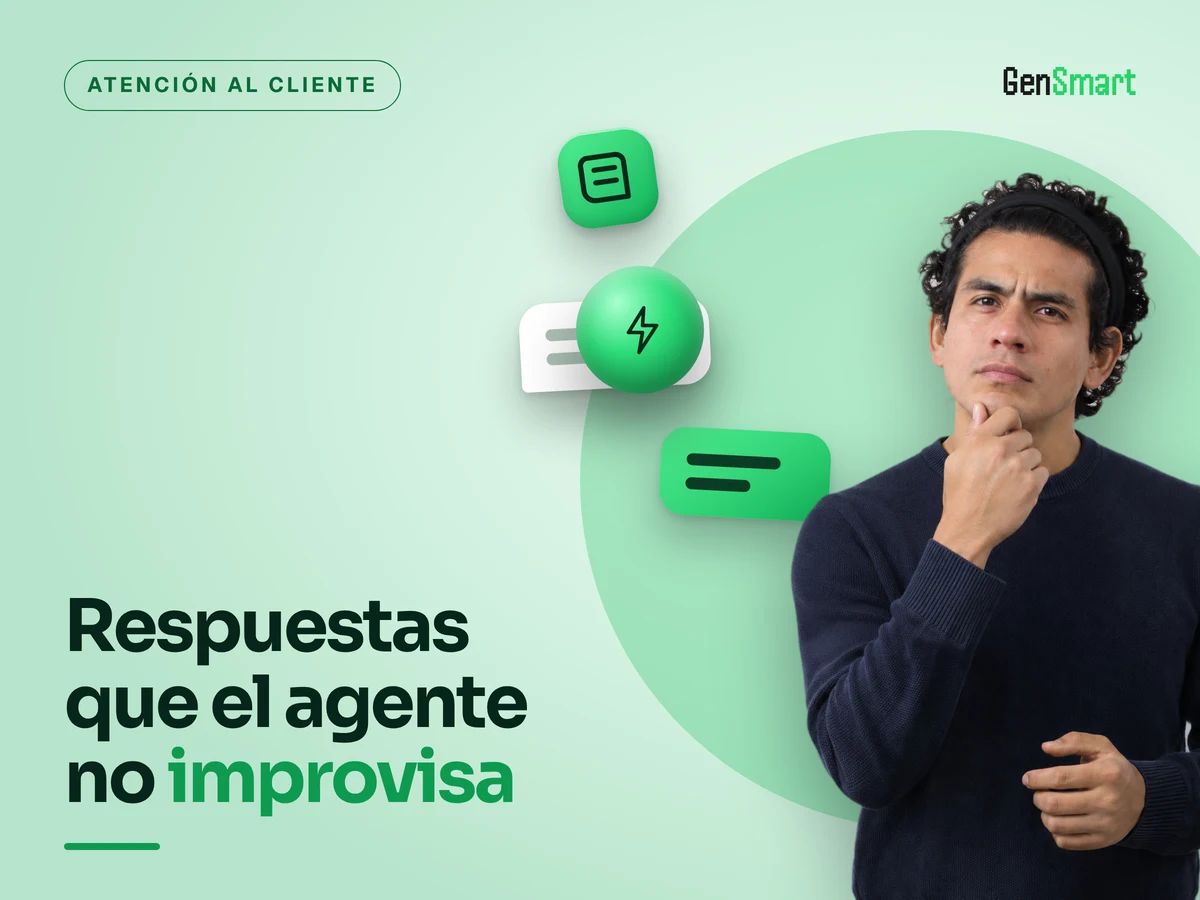 ATENCIÓN AL CLIENTE
GenSmart
Respuestas
que el agente
no improvisa